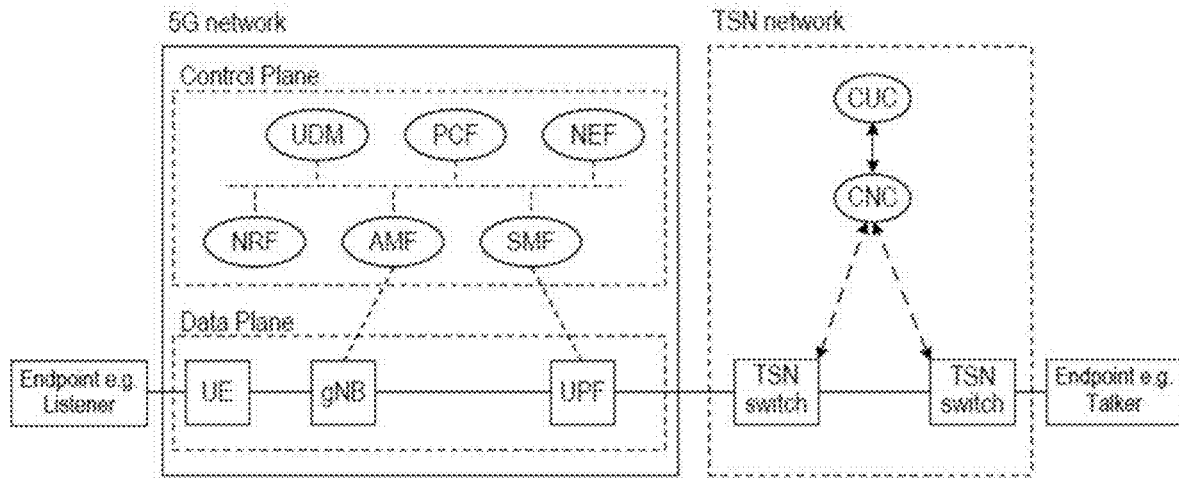 5G network
TSN network
Control Plane
CUC
UDM
PCF
NEF
CNC
NRF
AMF
SMF
Data Plane
Endpoint e.g.
Listener
UE
gNB
UPF
TSN
switch
TSN
switch
Endpoint e.g.
Talker